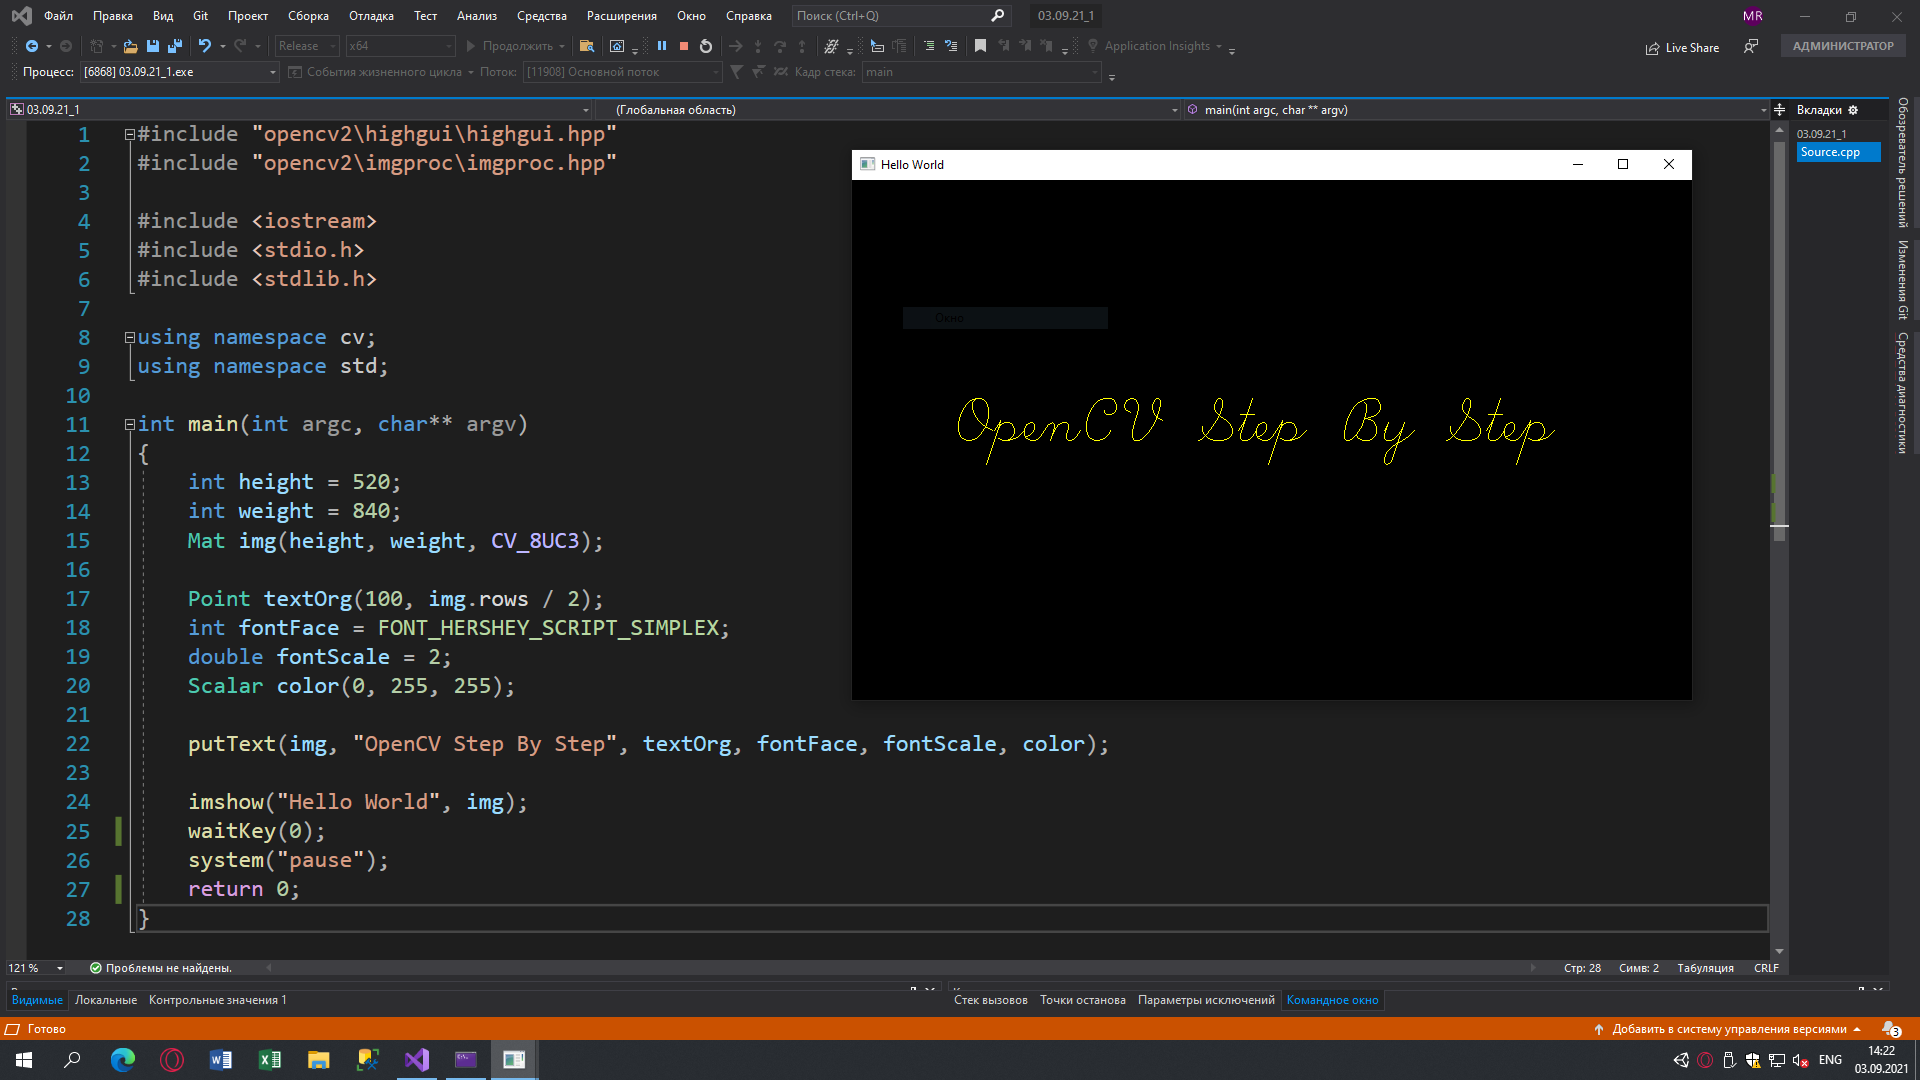 Файл Правка Вид Git Проект Сборка Отладка Тест Анализ Средства Расширения Окно Справка Поиск (Ctrl+Q) 03.09.21_1 MR
Release x64 Продолжить Application Insights Live Share АДМИНИСТРАТОР
Процесс: [6868] 03.09.21_1.exe События жизненного цикла Поток: [11908] Основной поток Кадр стека: main
03.09.21_1 (Глобальная область) main(int argc, char ** argv) Вкладки
03.09.21_1
Source.cpp
Обозреватель решений
Изменения Git
Средства диагностики
1 #include "opencv2\highgui\highgui.hpp"
2 #include "opencv2\imgproc\imgproc.hpp"
3
4 #include <iostream>
5 #include <stdio.h>
6 #include <stdlib.h>
7
8 using namespace cv;
9 using namespace std;
10
11 int main(int argc, char** argv)
12 {
13 int height = 520;
14 int weight = 840;
15 Mat img(height, weight, CV_8UC3);
16
17 Point textOrg(100, img.rows / 2);
18 int fontFace = FONT_HERSHEY_SCRIPT_SIMPLEX;
19 double fontScale = 2;
20 Scalar color(0, 255, 255);
21
22 putText(img, "OpenCV Step By Step", textOrg, fontFace, fontScale, color);
23
24 imshow("Hello World", img);
25 waitKey(0);
26 system("pause");
27 return 0;
28 }
Hello World
Окно
OpenCV Step By Step
121 % Проблемы не найдены. Стр: 28 Симв: 2 Табуляция CRLF
Видимые Локальные Контрольные значения 1 Стек вызовов Точки останова Параметры исключений Командное окно
Готово Добавить в систему управления версиями 3
ENG 14:22
03.09.2021